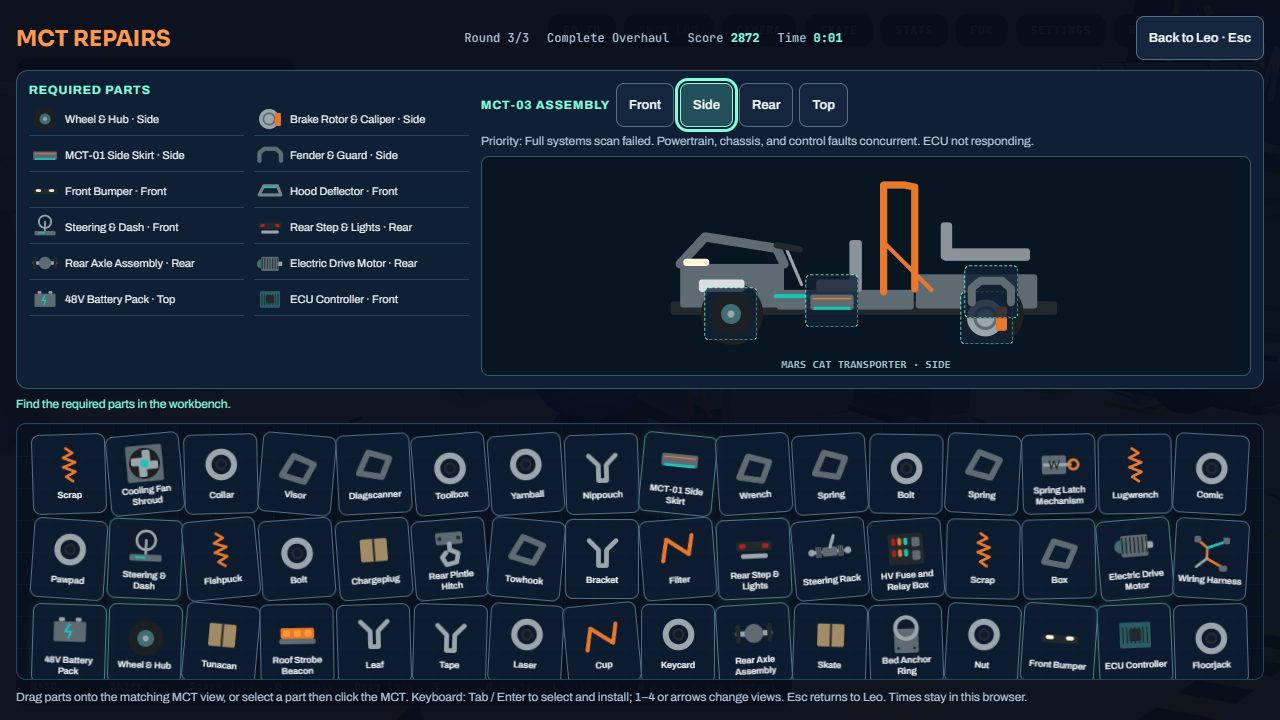 MCT REPAIRS
Round 3/3 Complete Overhaul Score 2872 Time 0:01
Back to Leo · Esc
REQUIRED PARTS
Wheel & Hub · Side
Brake Rotor & Caliper · Side
MCT-01 Side Skirt · Side
Fender & Guard · Side
Front Bumper · Front
Hood Deflector · Front
Steering & Dash · Front
Rear Step & Lights · Rear
Rear Axle Assembly · Rear
Electric Drive Motor · Rear
48V Battery Pack · Top
ECU Controller · Front
MCT-03 ASSEMBLY
Front
Side
Rear
Top
Priority: Full systems scan failed. Powertrain, chassis, and control faults concurrent. ECU not responding.
MARS CAT TRANSPORTER · SIDE
Find the required parts in the workbench.
Scrap
Cooling Fan
Shroud
Collar
Visor
Diagscanner
Toolbox
Yarnball
Nippouch
MCT-01 Side
Skirt
Wrench
Spring
Bolt
Spring
Spring Latch
Mechanism
Lugwrench
Comic
Pawpad
Steering &
Dash
Fishpuck
Bolt
Chargeplug
Rear Pintle
Hitch
Towhook
Bracket
Filter
Rear Step &
Lights
Steering Rack
HV Fuse and
Relay Box
Scrap
Box
Electric Drive
Motor
Wiring Harness
48V Battery
Pack
Wheel & Hub
Tunacan
Roof Strobe
Beacon
Leaf
Tape
Laser
Cup
Keycard
Rear Axle
Assembly
Skate
Bed Anchor
Ring
Nut
Front Bumper
ECU Controller
Floorjack
Drag parts onto the matching MCT view, or select a part then click the MCT. Keyboard: Tab / Enter to select and install; 1–4 or arrows change views. Esc returns to Leo. Times stay in this browser.